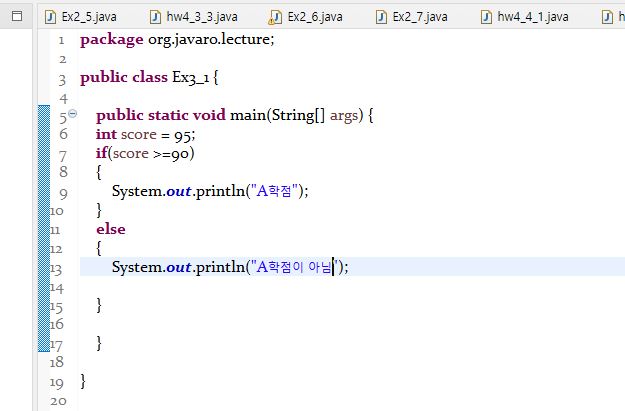 Ex2_5.java hw4_3_3.java Ex2_6.java Ex2_7.java hw4_4_1.java h
1 package org.javaro.lecture;
2
3 public class Ex3_1 {
4
5 public static void main(String[] args) {
6 int score = 95;
7 if(score >=90)
8 {
9 System.out.println("A학점");
10 }
11 else
12 {
13 System.out.println("A학점이 아님");
14
15 }
16
17 }
18
19 }
20